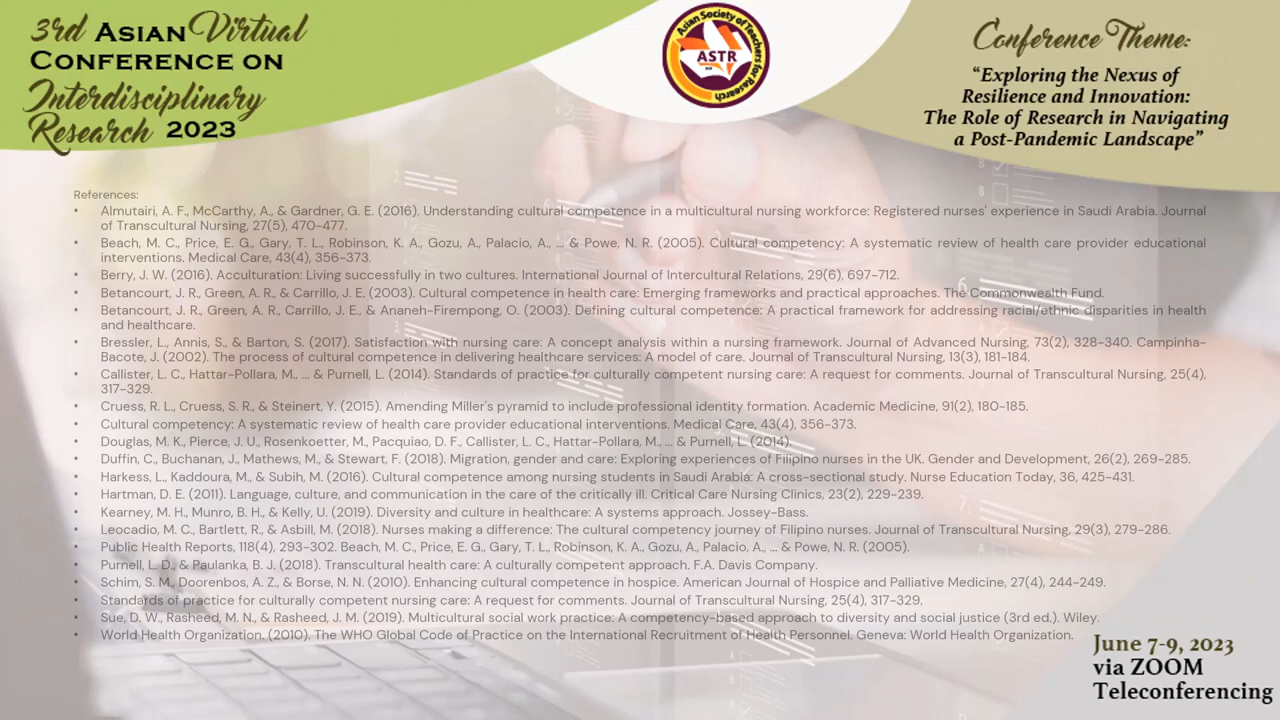 3rd Asian Virtual
Conference on
Interdisciplinary
Research 2023
Asian Society of Teachers for Research
ASTR
Conference Theme:
“Exploring the Nexus of
Resilience and Innovation:
The Role of Research in Navigating
a Post-Pandemic Landscape”
References:
• Almutairi, A. F., McCarthy, A., & Gardner, G. E. (2016). Understanding cultural competence in a multicultural nursing workforce: Registered nurses' experience in Saudi Arabia. Journal
of Transcultural Nursing, 27(5), 470-477.
• Beach, M. C., Price, E. G., Gary, T. L., Robinson, K. A., Gozu, A., Palacio, A., ... & Powe, N. R. (2005). Cultural competency: A systematic review of health care provider educational
interventions. Medical Care, 43(4), 356-373.
• Berry, J. W. (2016). Acculturation: Living successfully in two cultures. International Journal of Intercultural Relations, 29(6), 697-712.
• Betancourt, J. R., Green, A. R., & Carrillo, J. E. (2003). Cultural competence in health care: Emerging frameworks and practical approaches. The Commonwealth Fund.
• Betancourt, J. R., Green, A. R., Carrillo, J. E., & Ananeh-Firempong, O. (2003). Defining cultural competence: A practical framework for addressing racial/ethnic disparities in health
and healthcare.
• Bressler, L., Annis, S., & Barton, S. (2017). Satisfaction with nursing care: A concept analysis within a nursing framework. Journal of Advanced Nursing, 73(2), 328-340. Campinha-
Bacote, J. (2002). The process of cultural competence in delivering healthcare services: A model of care. Journal of Transcultural Nursing, 13(3), 181-184.
• Callister, L. C., Hattar-Pollara, M., ... & Purnell, L. (2014). Standards of practice for culturally competent nursing care: A request for comments. Journal of Transcultural Nursing, 25(4),
317-329.
• Cruess, R. L., Cruess, S. R., & Steinert, Y. (2015). Amending Miller's pyramid to include professional identity formation. Academic Medicine, 91(2), 180-185.
• Cultural competency: A systematic review of health care provider educational interventions. Medical Care, 43(4), 356-373.
• Douglas, M. K., Pierce, J. U., Rosenkoetter, M., Pacquiao, D. F., Callister, L. C., Hattar-Pollara, M., ... & Purnell, L. (2014).
• Duffin, C., Buchanan, J., Mathews, M., & Stewart, F. (2018). Migration, gender and care: Exploring experiences of Filipino nurses in the UK. Gender and Development, 26(2), 269-285.
• Harkess, L., Kaddoura, M., & Subih, M. (2016). Cultural competence among nursing students in Saudi Arabia: A cross-sectional study. Nurse Education Today, 36, 425-431.
• Hartman, D. E. (2011). Language, culture, and communication in the care of the critically ill. Critical Care Nursing Clinics, 23(2), 229-239.
• Kearney, M. H., Munro, B. H., & Kelly, U. (2019). Diversity and culture in healthcare: A systems approach. Jossey-Bass.
• Leocadio, M. C., Bartlett, R., & Asbill, M. (2018). Nurses making a difference: The cultural competency journey of Filipino nurses. Journal of Transcultural Nursing, 29(3), 279-286.
• Public Health Reports, 118(4), 293-302. Beach, M. C., Price, E. G., Gary, T. L., Robinson, K. A., Gozu, A., Palacio, A., ... & Powe, N. R. (2005).
• Purnell, L. D., & Paulanka, B. J. (2018). Transcultural health care: A culturally competent approach. F.A. Davis Company.
• Schim, S. M., Doorenbos, A. Z., & Borse, N. N. (2010). Enhancing cultural competence in hospice. American Journal of Hospice and Palliative Medicine, 27(4), 244-249.
• Standards of practice for culturally competent nursing care: A request for comments. Journal of Transcultural Nursing, 25(4), 317-329.
• Sue, D. W., Rasheed, M. N., & Rasheed, J. M. (2019). Multicultural social work practice: A competency-based approach to diversity and social justice (3rd ed.). Wiley.
• World Health Organization. (2010). The WHO Global Code of Practice on the International Recruitment of Health Personnel. Geneva: World Health Organization.
June 7-9, 2023
via ZOOM
Teleconferencing